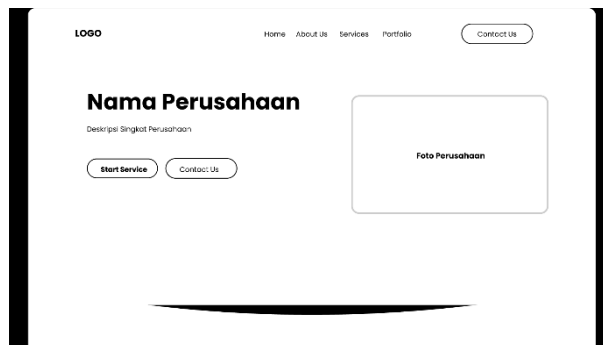 LOGO
Home About Us Services Portfolio Contact Us
Nama Perusahaan
Deskripsi Singkat Perusahaan
Foto Perusahaan
Start Service Contact Us